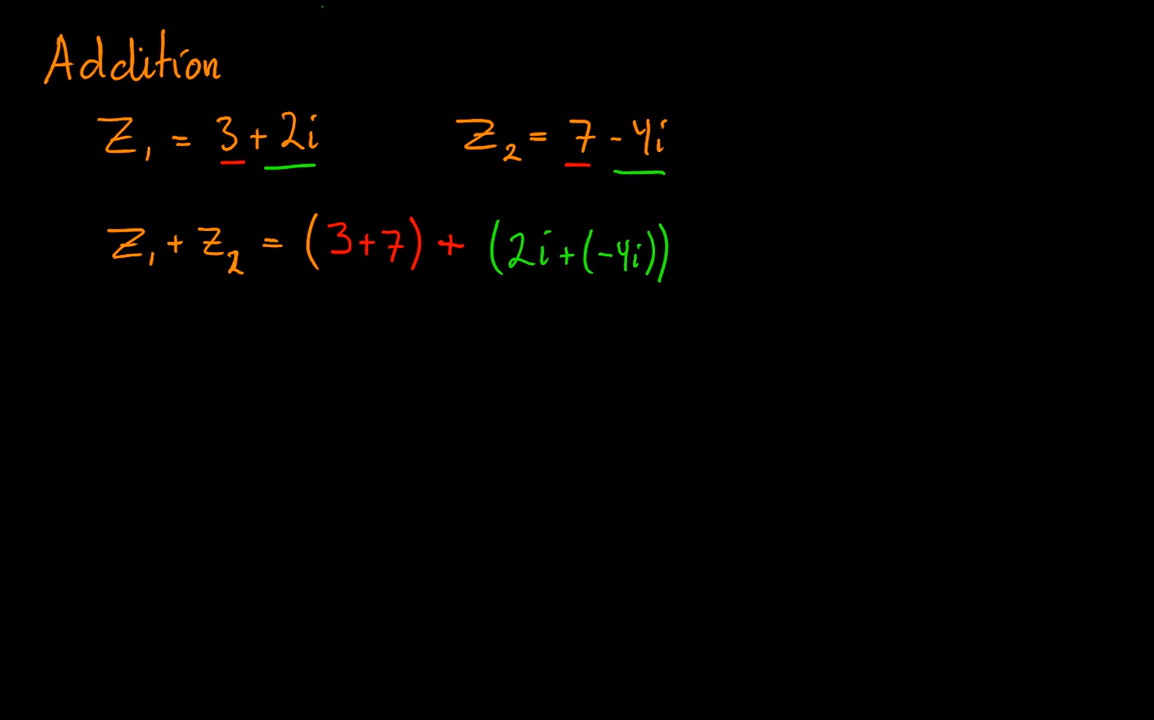 Addition
Z₁ = 3 + 2i Z₂ = 7 - 4i
Z₁ + Z₂ = (3+7) + (2i+(-4i))